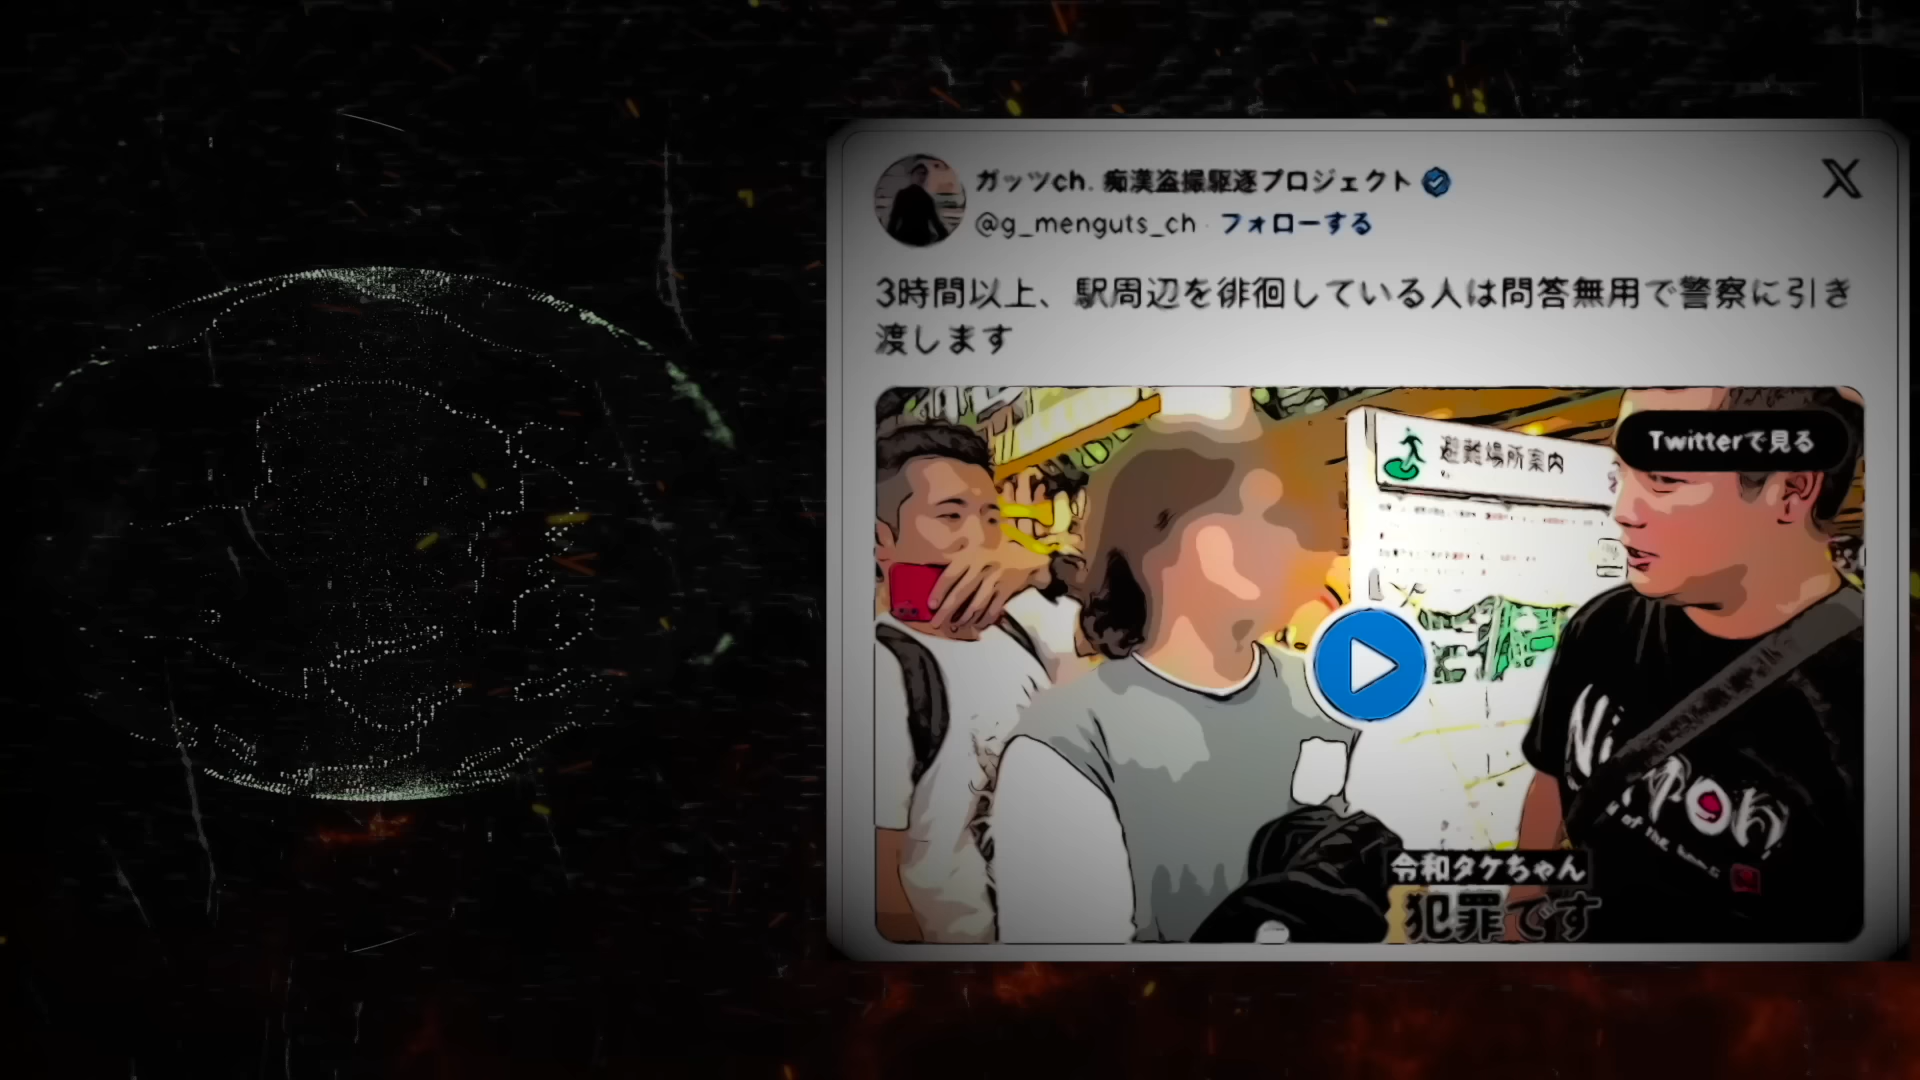 ガッツch. 痴漢盗撮駆逐プロジェクト
@g_menguts_ch · フォローする
3時間以上、駅周辺を徘徊している人は問答無用で警察に引き
渡します
Twitterで見る
避難場所案内
令和タケちゃん
犯罪です